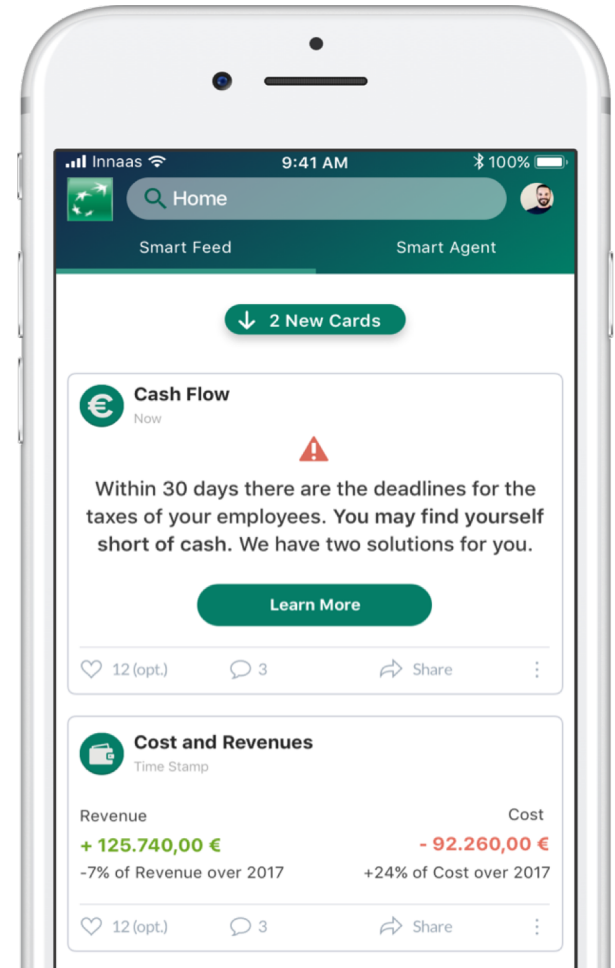 Innaas
9:41 AM
100%
Home
Smart Feed
Smart Agent
2 New Cards
Cash Flow
Now
Within 30 days there are the deadlines for the
taxes of your employees. You may find yourself
short of cash. We have two solutions for you.
Learn More
12 (opt.)
3
Share
Cost and Revenues
Time Stamp
Revenue
Cost
+ 125.740,00 €
- 92.260,00 €
-7% of Revenue over 2017
+24% of Cost over 2017
12 (opt.)
3
Share